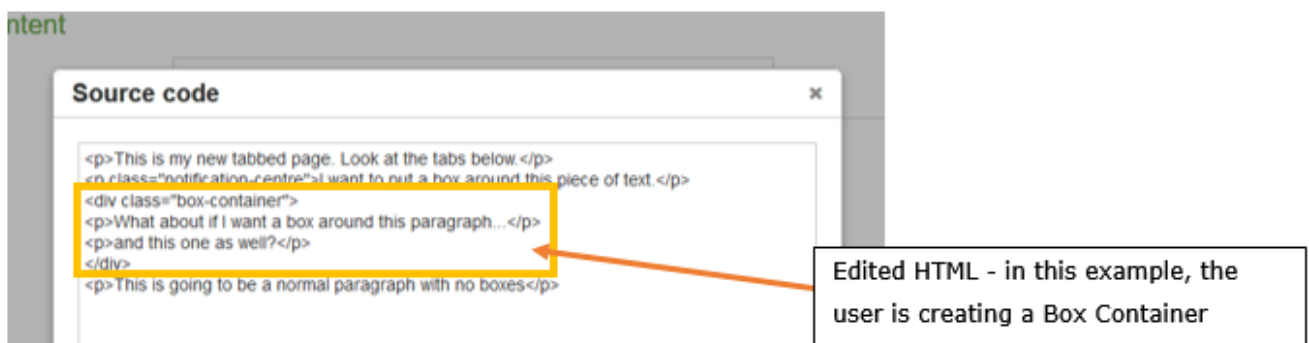 ntent
Source code ×
<p>This is my new tabbed page. Look at the tabs below.</p>
<p class="notification-centre">I want to put a box around this piece of text.</p>
<div class="box-container">
<p>What about if I want a box around this paragraph...</p>
<p>and this one as well?</p>
</div>
<p>This is going to be a normal paragraph with no boxes</p>
Edited HTML - in this example, the
user is creating a Box Container